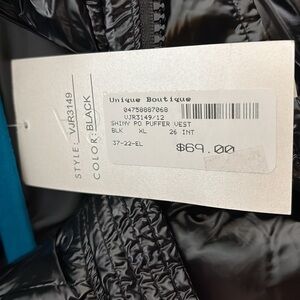 STYLE: VJR3149
COLOR: BLACK
Unique Boutique
04758887068
VJR3149/12
SHINY PO PUFFER VEST
BLK XL 26 INT
37-22-EL
$69.00